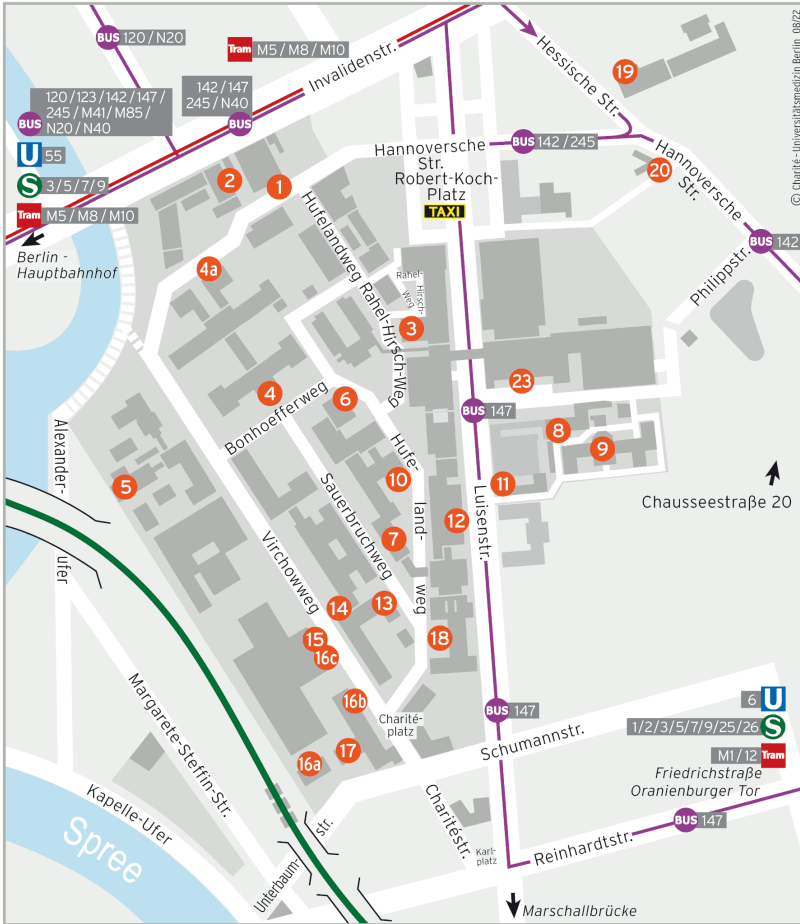 BUS 120 / N20
Tram M5 / M8 / M10
Invalidenstr.
Hessische Str.
19
© Charité - Universitätsmedizin Berlin 08/22
120 / 123 / 142 / 147 /
245 / M41 / M85 /
BUS N20 / N40
142 / 147
245 / N40
BUS
U 55
S 3/5/7/9
Tram M5 / M8 / M10
Berlin -
Hauptbahnhof
Hannoversche
Str.
BUS 142 / 245
Hannoversche
Str.
20
Robert-Koch-
Platz
TAXI
BUS 142
Philippstr.
2
1
4a
Hufelandweg
Rahel-Hirsch-Weg
Rahel-
Hirsch-
Weg
3
23
4
Bonhoefferweg
6
BUS 147
8
9
Alexander-
ufer
5
Hufe-
land-
weg
10
11
12
Luisenstr.
Chausseestraße 20
Sauerbruchweg
7
Virchowweg
14
13
15
16c
18
16b
Charité-
platz
17
16a
BUS 147
Schumannstr.
6 U
1/2/3/5/7/9/25/26 S
M1 / 12 Tram
Friedrichstraße
Oranienburger Tor
Margarete-Steffin-Str.
Kapelle-Ufer
Spree
Unterbaum-
str.
Charitéstr.
Karl-
platz
Reinhardtstr.
BUS 147
Marschallbrücke